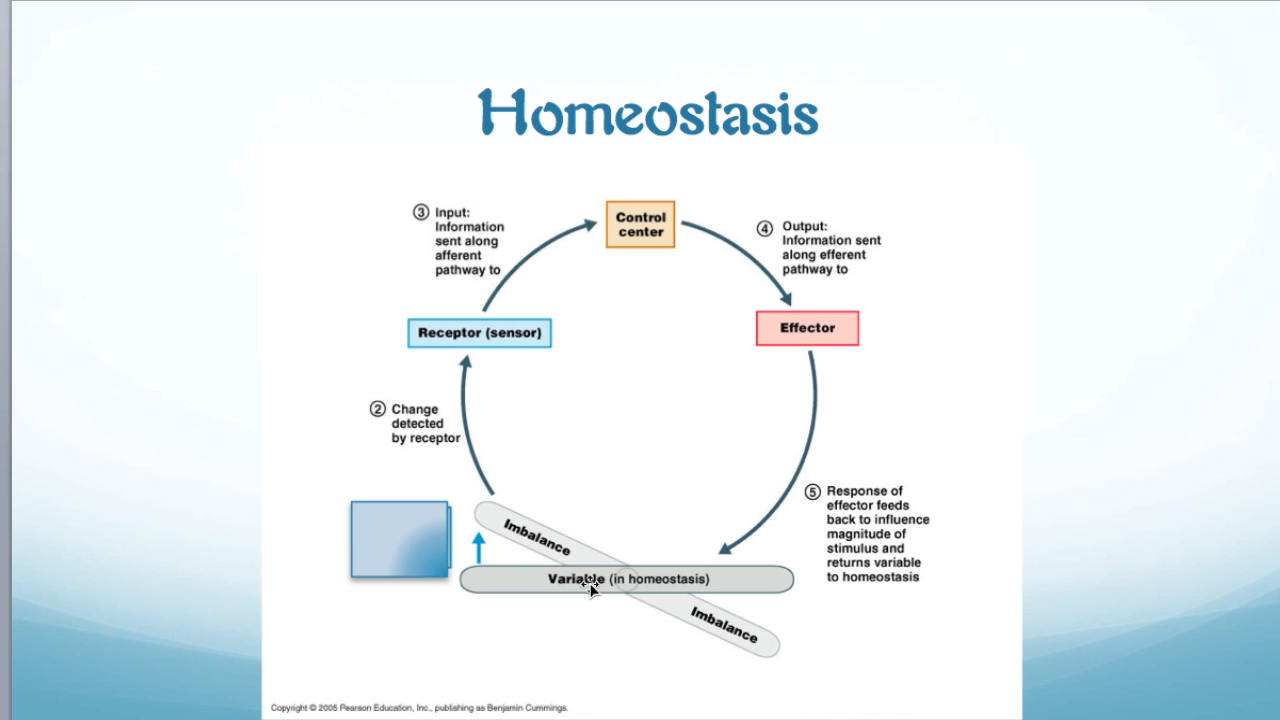 Homeostasis
③ Input:
Information
sent along
afferent
pathway to
Control
center
④ Output:
Information sent
along efferent
pathway to
Receptor (sensor)
Effector
② Change
detected
by receptor
⑤ Response of
effector feeds
back to influence
magnitude of
stimulus and
returns variable
to homeostasis
Imbalance
Variable (in homeostasis)
Imbalance
Copyright © 2005 Pearson Education, Inc., publishing as Benjamin Cummings.